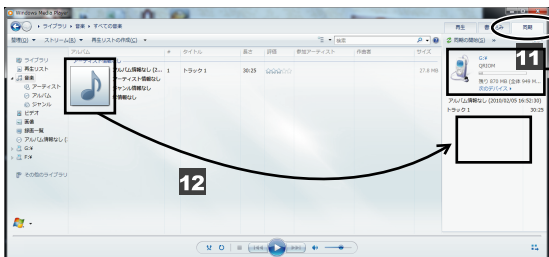 Windows Media Player
ライブラリ ▸ 音楽 ▸ すべての音楽
再生
同期
整理(O) ▾ ストリーム(R) ▾ 再生リストの作成(C) ▾
検索
同期の開始(S)
11
アルバム
#
タイトル
長さ
評価
参加アーティスト
作曲者
サイズ
ライブラリ
再生リスト
音楽
アーティスト
アルバム
ジャンル
ビデオ
画像
録画一覧
アルバム情報なし (
G:¥
F:¥
その他のライブラリ
アルバム情報なし (2...
アーティスト情報なし
ジャンル情報なし
1
トラック 1
30:25
27.8 MB
G:¥
QRIOM
残り 870 MB (全体 948 M...
次のデバイス ▸
アルバム情報なし (2010/02/05 16:52:30)
トラック 1
30:25
12